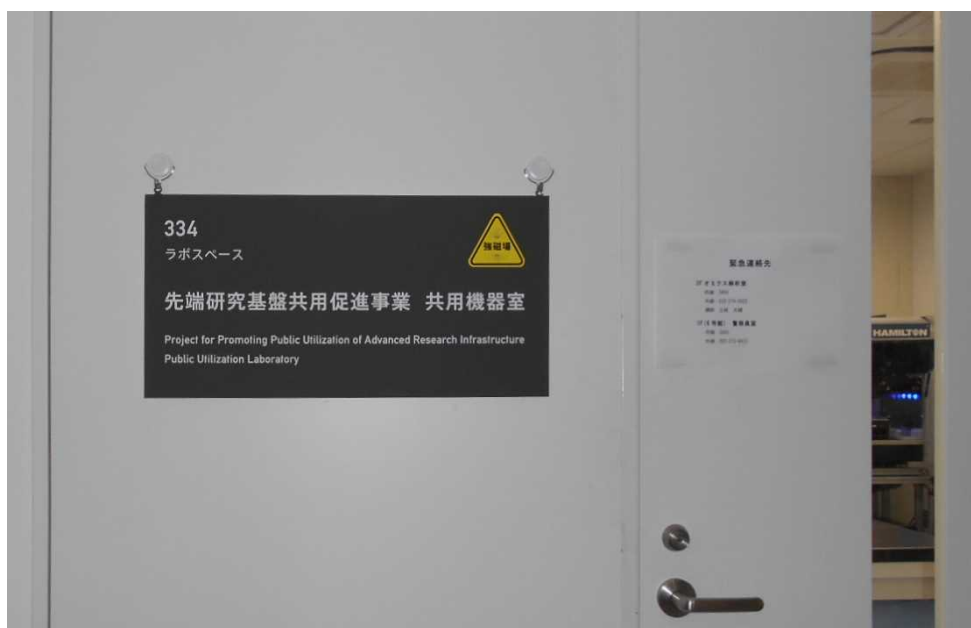 334
ラボスペース
強磁場
先端研究基盤共用促進事業 共用機器室
Project for Promoting Public Utilization of Advanced Research Infrastructure
Public Utilization Laboratory
緊急連絡先
HAMILTON